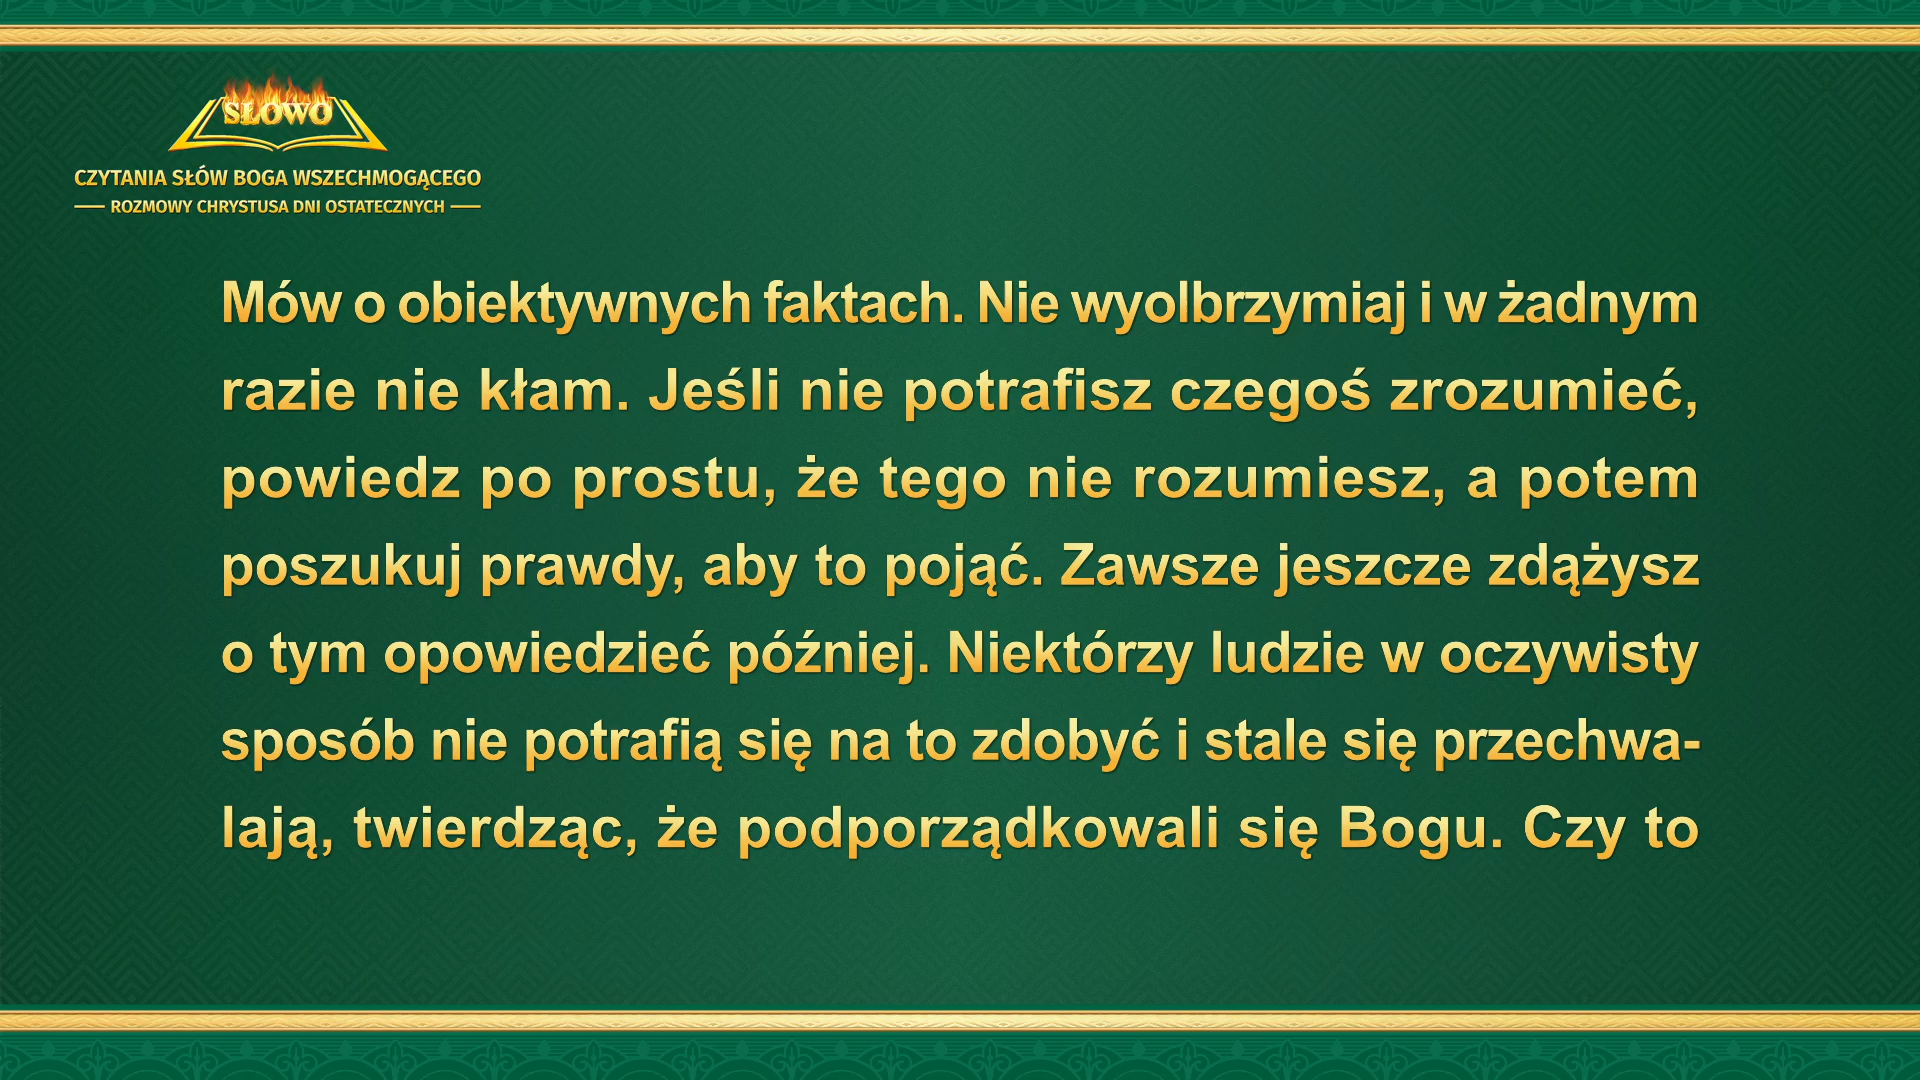 SŁOWO
CZYTANIA SŁÓW BOGA WSZECHMOGĄCEGO
ROZMOWY CHRYSTUSA DNI OSTATECZNYCH
Mów o obiektywnych faktach. Nie wyolbrzymiaj i w żadnym
razie nie kłam. Jeśli nie potrafisz czegoś zrozumieć,
powiedz po prostu, że tego nie rozumiesz, a potem
poszukuj prawdy, aby to pojąć. Zawsze jeszcze zdążysz
o tym opowiedzieć później. Niektórzy ludzie w oczywisty
sposób nie potrafią się na to zdobyć i stale się przechwa-
lają, twierdząc, że podporządkowali się Bogu. Czy to